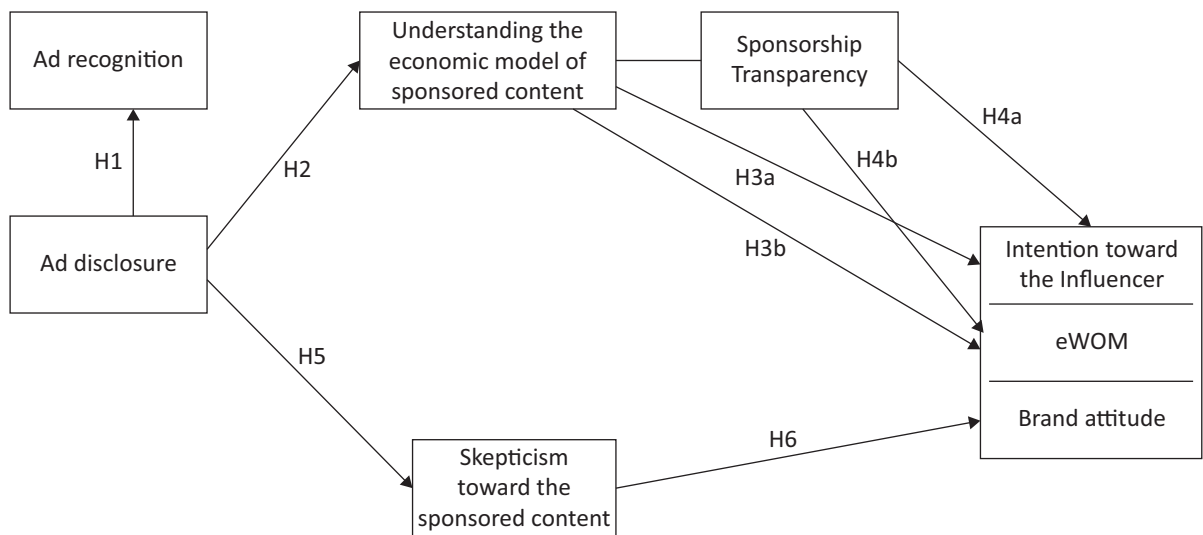 Ad recognition
Understanding the
economic model of
sponsored content
Sponsorship
Transparency
H1
H2
H3a
H3b
H4a
H4b
Ad disclosure
Intention toward
the Influencer
eWOM
Brand attitude
H5
H6
Skepticism
toward the
sponsored content